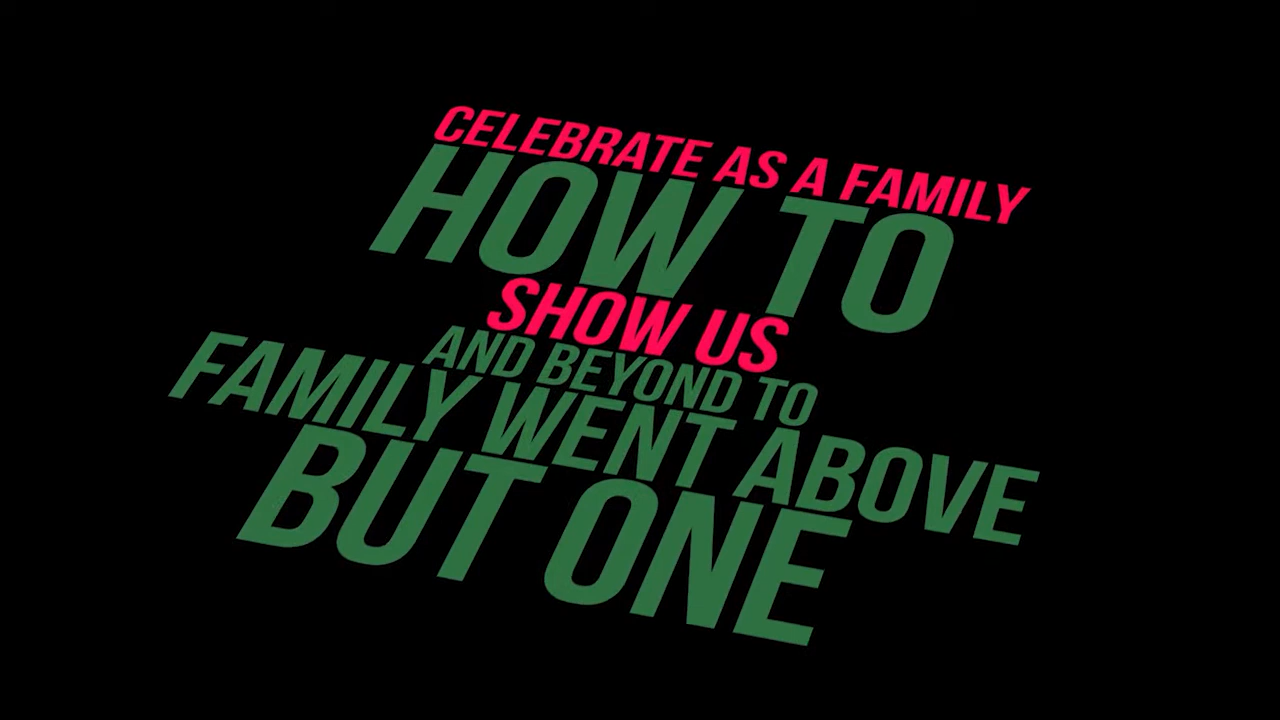 CELEBRATE AS A FAMILY
HOW TO
SHOW US
AND BEYOND TO
FAMILY WENT ABOVE
BUT ONE